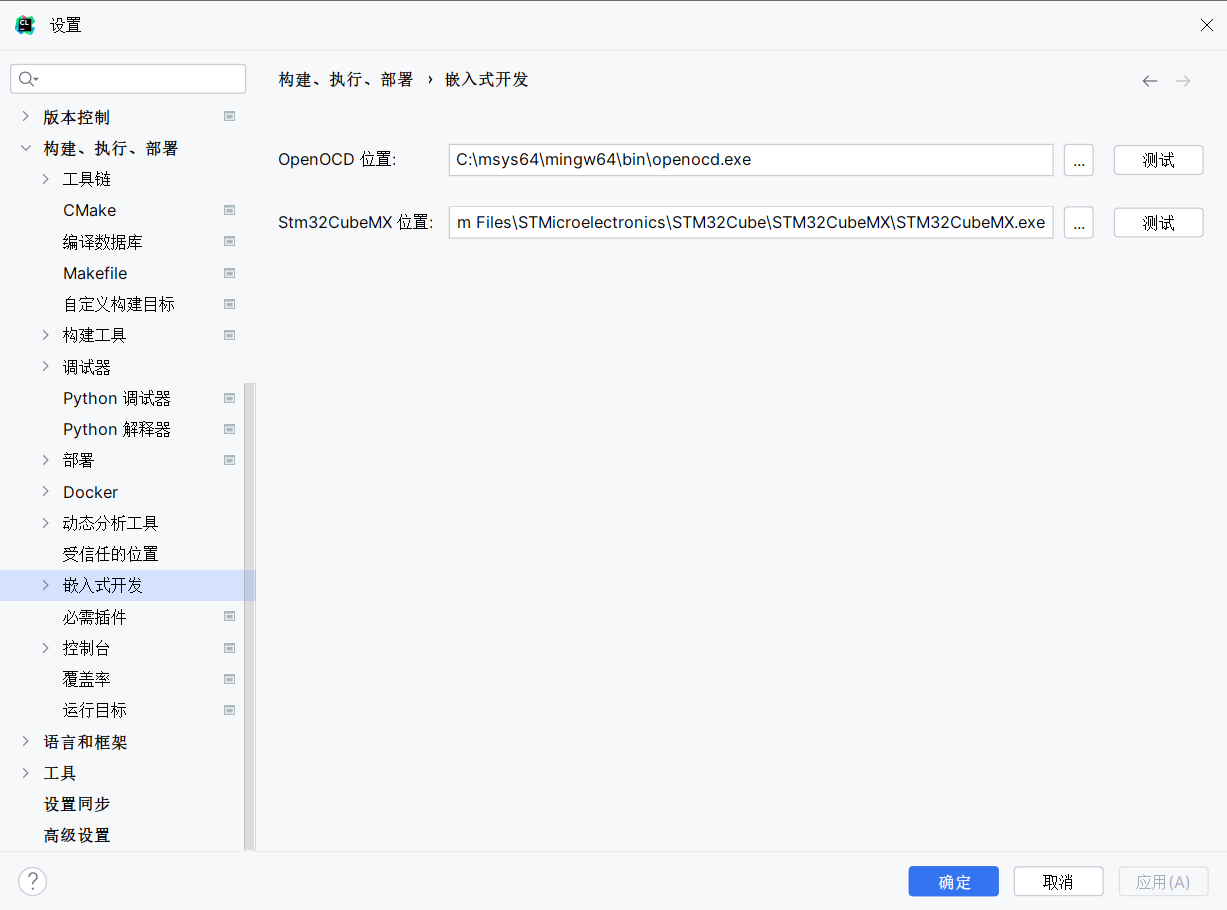 设置
版本控制
构建、执行、部署
工具链
CMake
编译数据库
Makefile
自定义构建目标
构建工具
调试器
Python 调试器
Python 解释器
部署
Docker
动态分析工具
受信任的位置
嵌入式开发
必需插件
控制台
覆盖率
运行目标
语言和框架
工具
设置同步
高级设置
构建、执行、部署 › 嵌入式开发
OpenOCD 位置: C:\msys64\mingw64\bin\openocd.exe ... 测试
Stm32CubeMX 位置: m Files\STMicroelectronics\STM32Cube\STM32CubeMX\STM32CubeMX.exe ... 测试
? 确定 取消 应用(A)